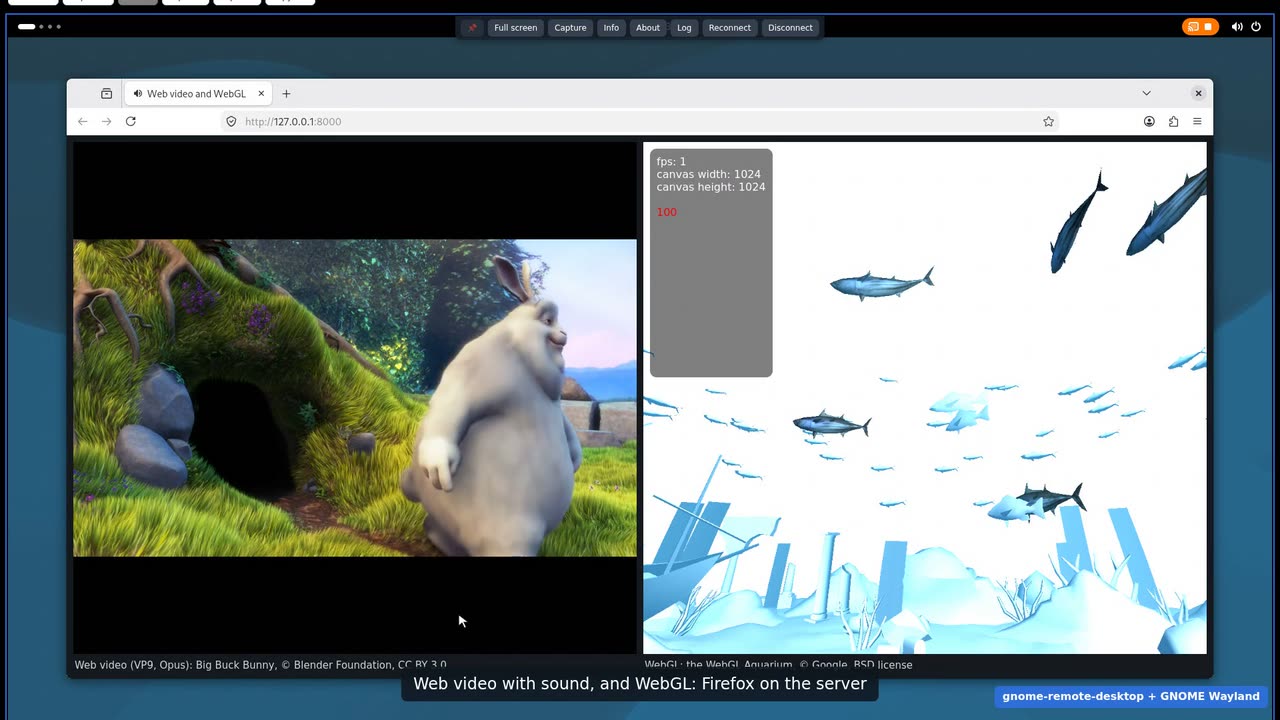 Full screen
Capture
Info
About
Log
Reconnect
Disconnect
Web video and WebGL
http://127.0.0.1:8000
fps: 1
canvas width: 1024
canvas height: 1024
100
Web video (VP9, Opus): Big Buck Bunny, © Blender Foundation, CC BY 3.0
WebGL: the WebGL Aquarium, © Google, BSD license
Web video with sound, and WebGL: Firefox on the server
gnome-remote-desktop + GNOME Wayland